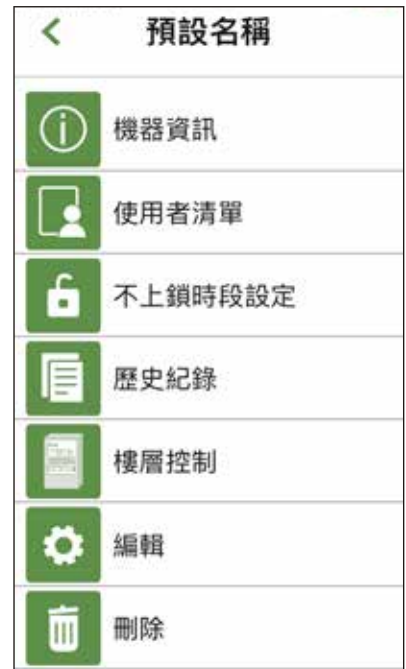 預設名稱
機器資訊
使用者清單
不上鎖時段設定
歷史紀錄
樓層控制
編輯
刪除